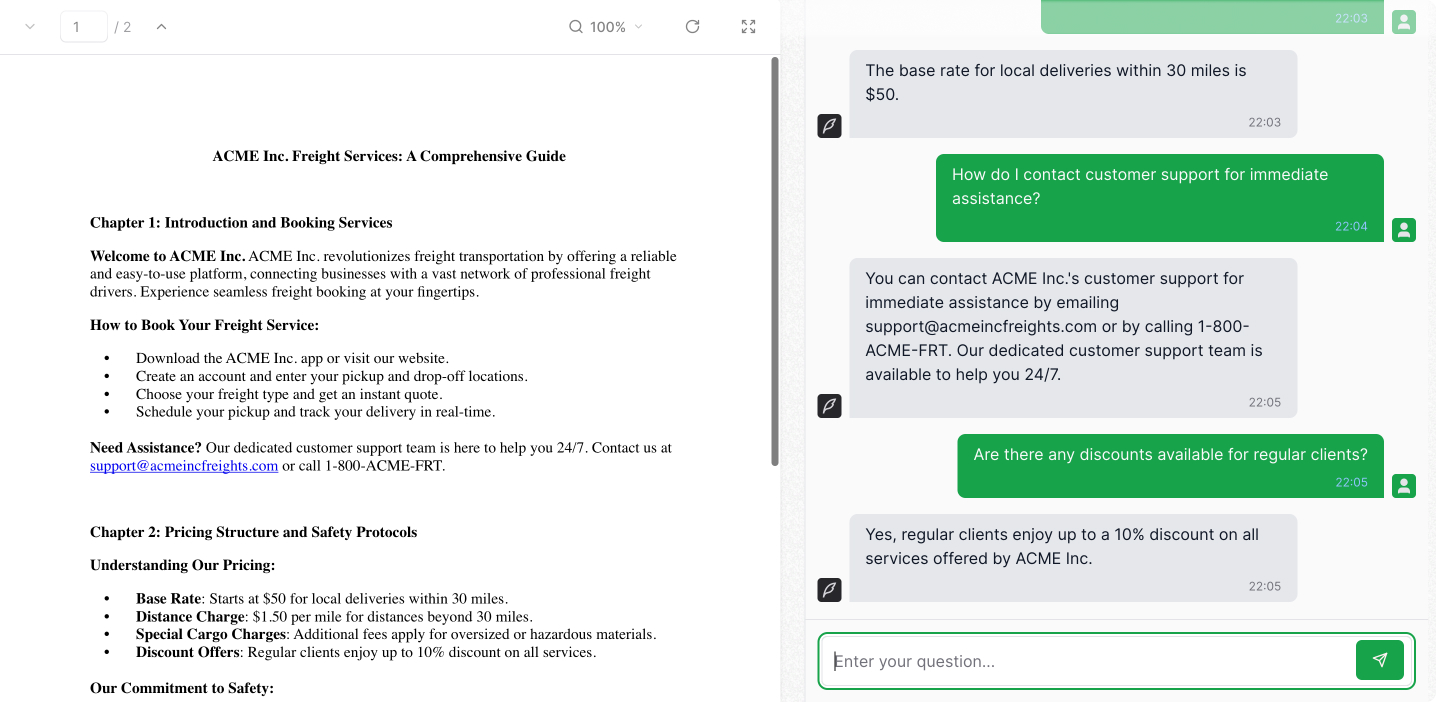 1 / 2 100%
ACME Inc. Freight Services: A Comprehensive Guide
Chapter 1: Introduction and Booking Services
Welcome to ACME Inc. ACME Inc. revolutionizes freight transportation by offering a reliable
and easy-to-use platform, connecting businesses with a vast network of professional freight
drivers. Experience seamless freight booking at your fingertips.
How to Book Your Freight Service:
• Download the ACME Inc. app or visit our website.
• Create an account and enter your pickup and drop-off locations.
• Choose your freight type and get an instant quote.
• Schedule your pickup and track your delivery in real-time.
Need Assistance? Our dedicated customer support team is here to help you 24/7. Contact us at
support@acmeincfreights.com or call 1-800-ACME-FRT.
Chapter 2: Pricing Structure and Safety Protocols
Understanding Our Pricing:
• Base Rate: Starts at $50 for local deliveries within 30 miles.
• Distance Charge: $1.50 per mile for distances beyond 30 miles.
• Special Cargo Charges: Additional fees apply for oversized or hazardous materials.
• Discount Offers: Regular clients enjoy up to 10% discount on all services.
Our Commitment to Safety:
22:03
The base rate for local deliveries within 30 miles is
$50.
22:03
How do I contact customer support for immediate
assistance?
22:04
You can contact ACME Inc.'s customer support for
immediate assistance by emailing
support@acmeincfreights.com or by calling 1-800-
ACME-FRT. Our dedicated customer support team is
available to help you 24/7.
22:05
Are there any discounts available for regular clients?
22:05
Yes, regular clients enjoy up to a 10% discount on all
services offered by ACME Inc.
22:05
Enter your question...